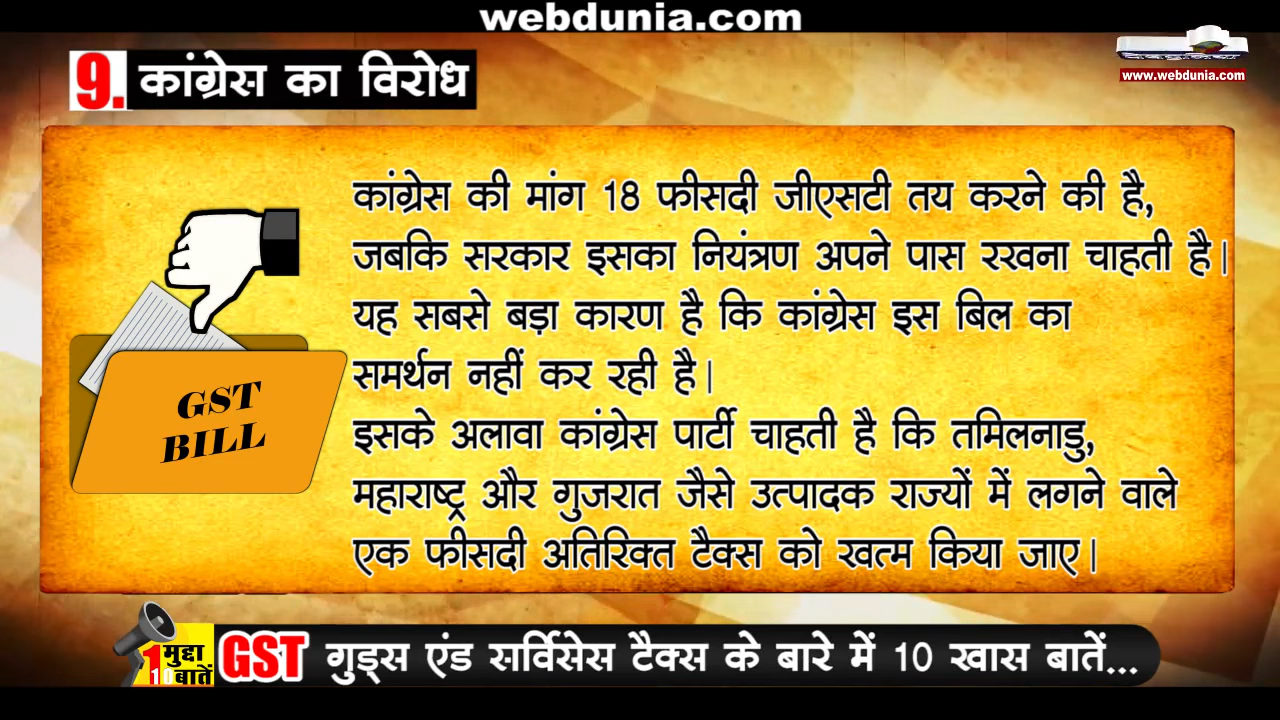 webdunia.com
www.webdunia.com
9. कांग्रेस का विरोध
कांग्रेस की मांग 18 फीसदी जीएसटी तय करने की है,
जबकि सरकार इसका नियंत्रण अपने पास रखना चाहती है।
यह सबसे बड़ा कारण है कि कांग्रेस इस बिल का
समर्थन नहीं कर रही है।
इसके अलावा कांग्रेस पार्टी चाहती है कि तमिलनाडु,
महाराष्ट्र और गुजरात जैसे उत्पादक राज्यों में लगने वाले
एक फीसदी अतिरिक्त टैक्स को खत्म किया जाए।
GST
BILL
मुद्दा
10 बातें
GST गुड्स एंड सर्विसेस टैक्स के बारे में 10 खास बातें...